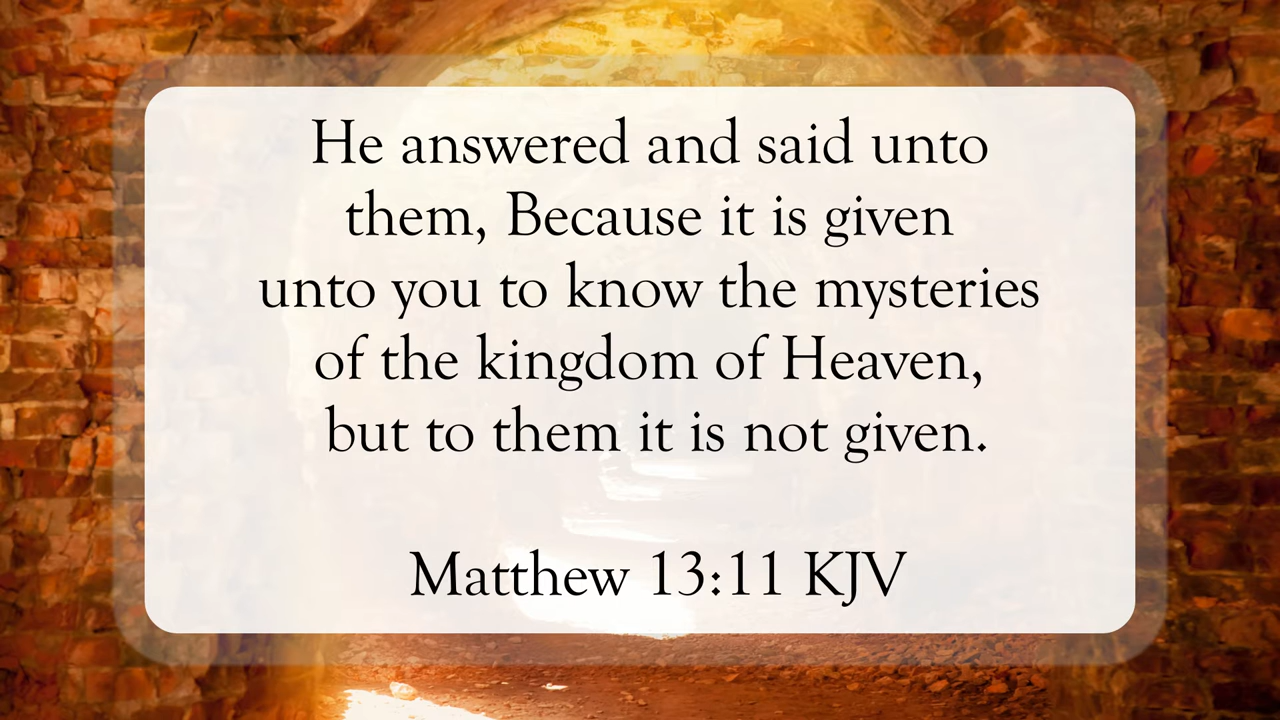 He answered and said unto
them, Because it is given
unto you to know the mysteries
of the kingdom of Heaven,
but to them it is not given.
Matthew 13:11 KJV